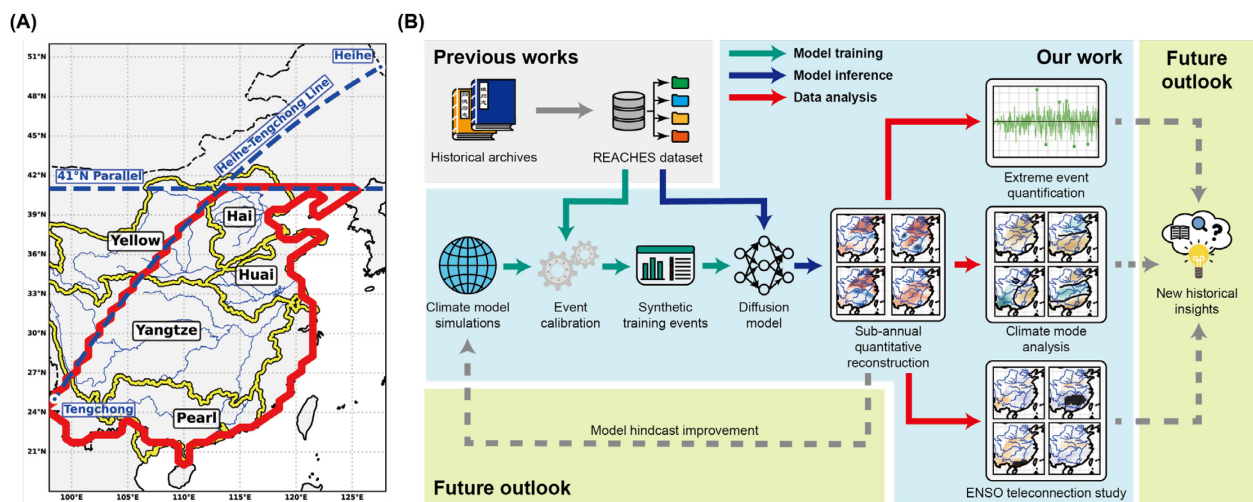 (A)
51°N
48°N
45°N
42°N
39°N
36°N
33°N
30°N
27°N
24°N
21°N
98°E
105°E
110°E
115°E
120°E
125°E
Heihe
Heihe-Tengchong Line
41°N Parallel
Hai
Yellow
Huai
Yangtze
Tengchong
Pearl
(B)
Previous works
Historical archives
REACHES dataset
Model training
Model inference
Data analysis
Our work
Future
outlook
Extreme event
quantification
Climate model
simulations
Event
calibration
Synthetic
training events
Diffusion
model
Sub-annual
quantitative
reconstruction
Climate mode
analysis
New historical
insights
Model hindcast improvement
ENSO teleconnection study
Future outlook